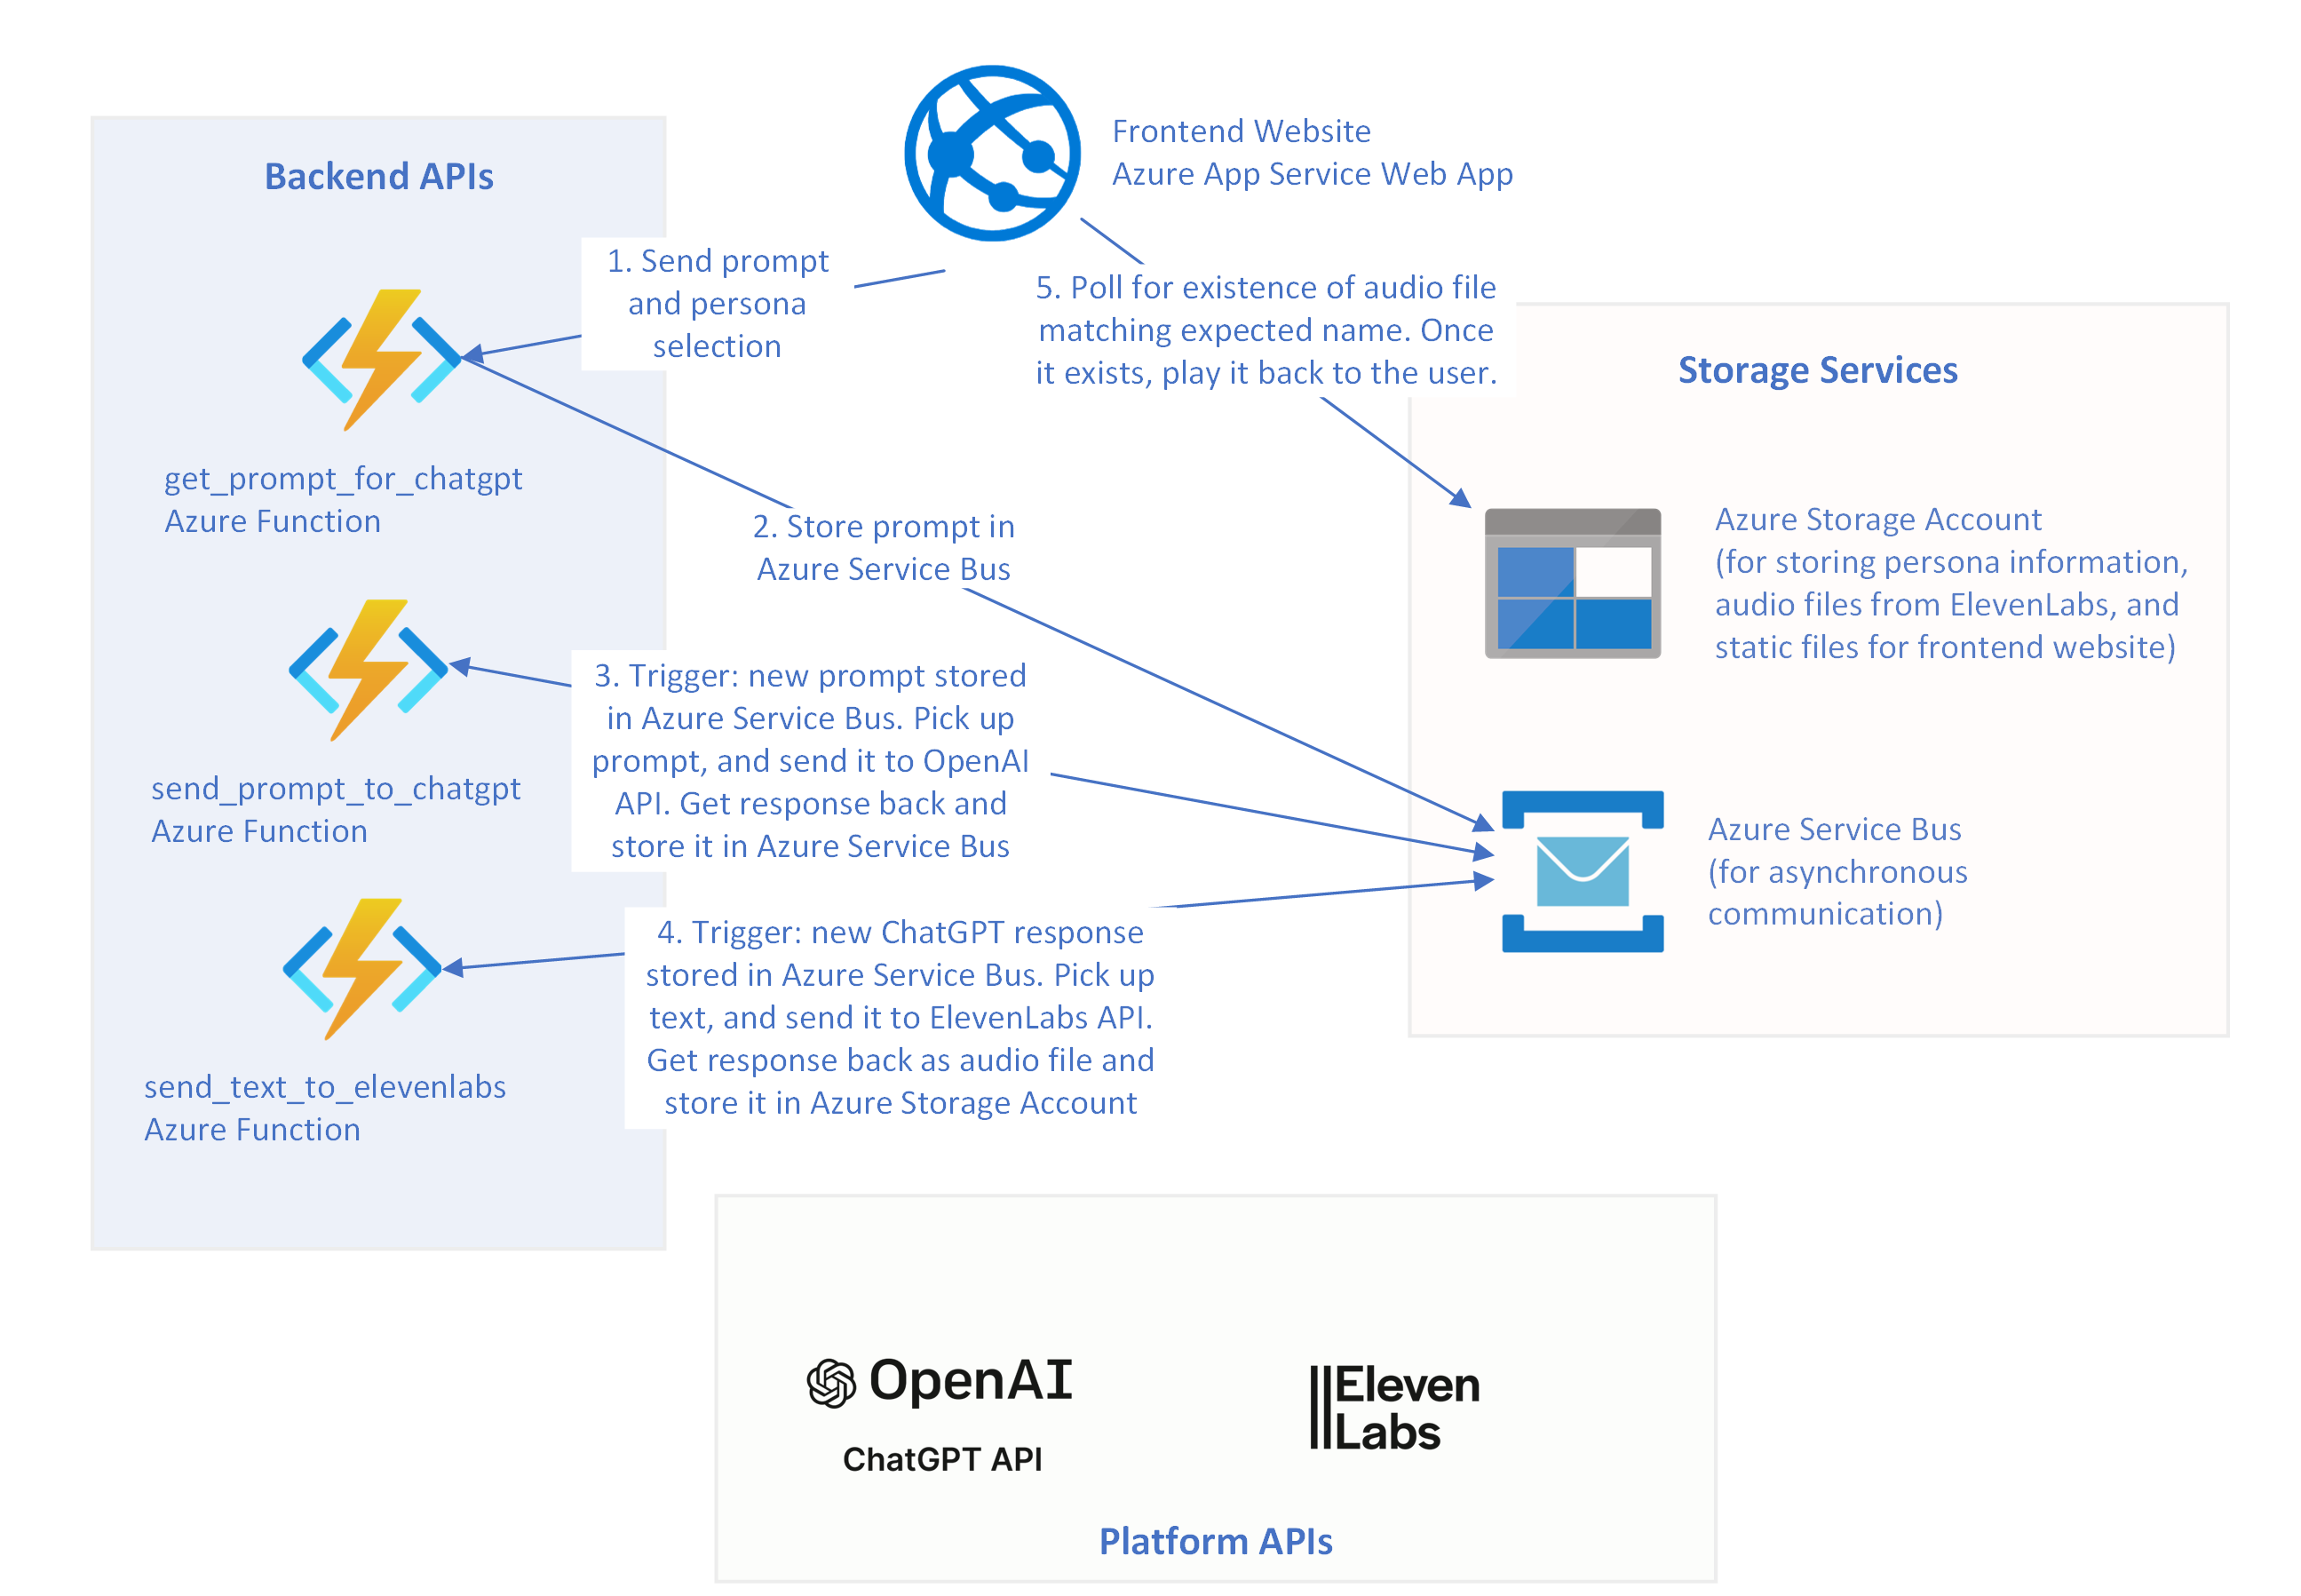 Frontend Website
Azure App Service Web App
Backend APIs
1. Send prompt
and persona
selection
5. Poll for existence of audio file
matching expected name. Once
it exists, play it back to the user.
Storage Services
get_prompt_for_chatgpt
Azure Function
2. Store prompt in
Azure Service Bus
Azure Storage Account
(for storing persona information,
audio files from ElevenLabs, and
static files for frontend website)
3. Trigger: new prompt stored
in Azure Service Bus. Pick up
prompt, and send it to OpenAI
API. Get response back and
store it in Azure Service Bus
send_prompt_to_chatgpt
Azure Function
Azure Service Bus
(for asynchronous
communication)
4. Trigger: new ChatGPT response
stored in Azure Service Bus. Pick up
text, and send it to ElevenLabs API.
Get response back as audio file and
store it in Azure Storage Account
send_text_to_elevenlabs
Azure Function
OpenAI
ChatGPT API
Eleven
Labs
Platform APIs